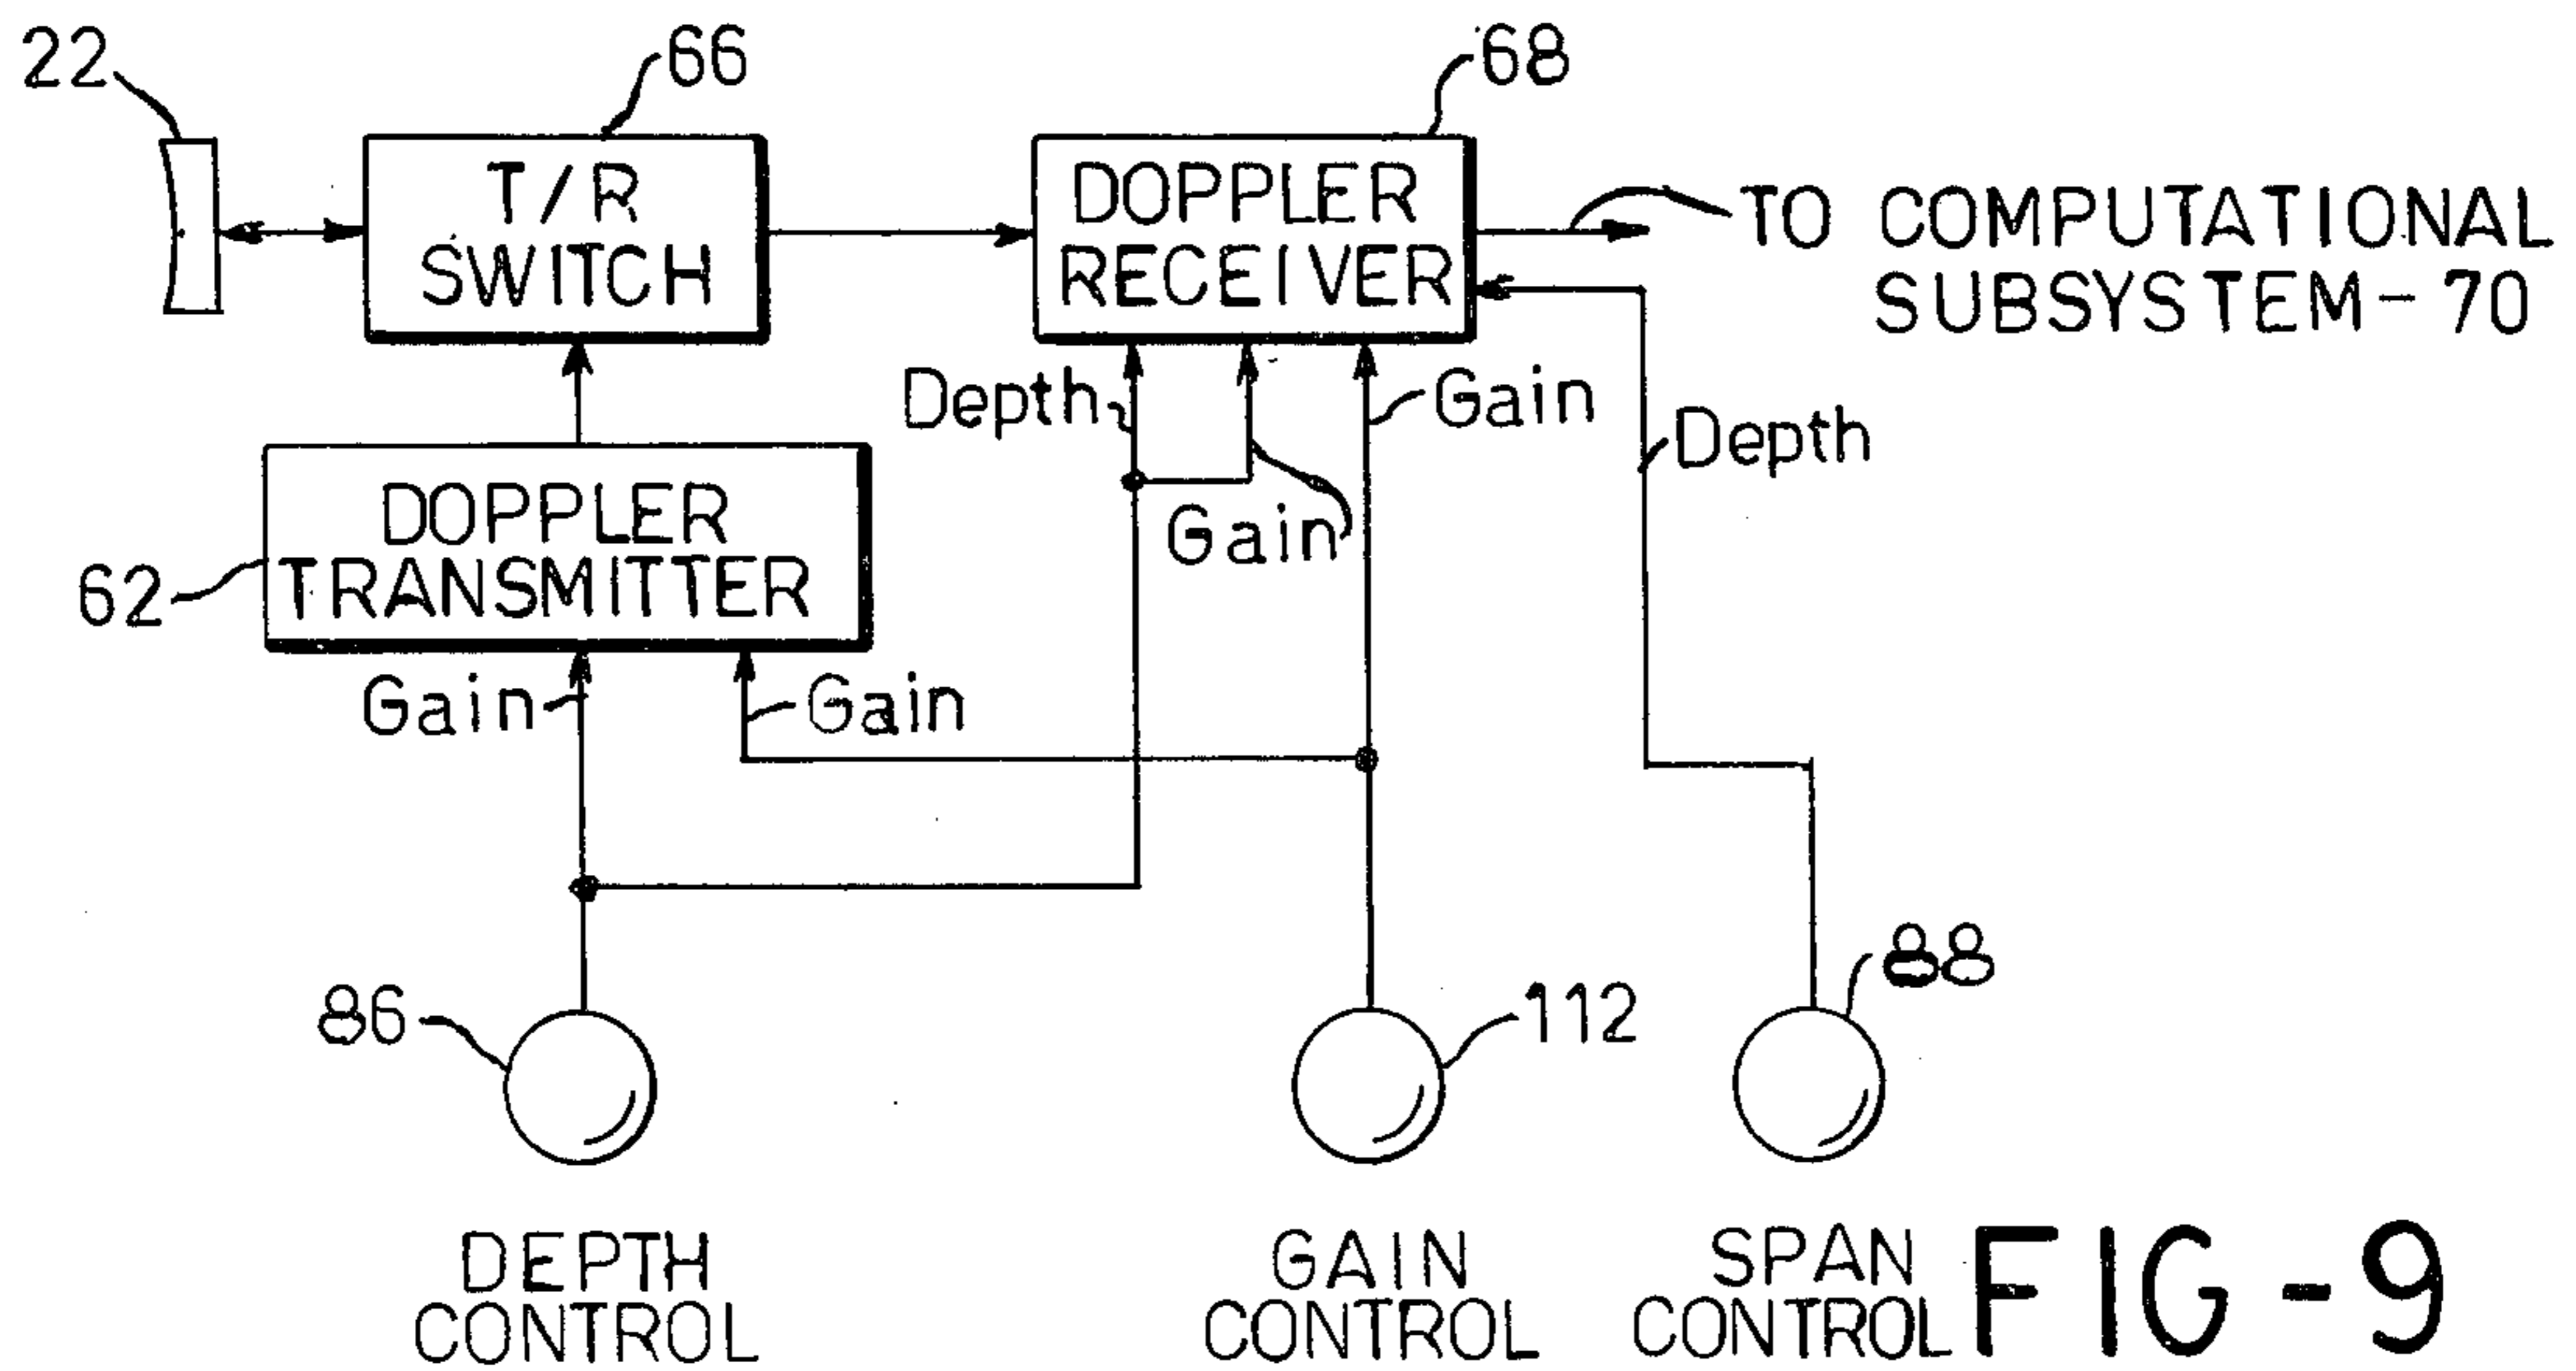 22
66
68
T/R
SWITCH
DOPPLER
RECEIVER
TO COMPUTATIONAL
SUBSYSTEM-70
Depth
Gain
Depth
Gain
DOPPLER
TRANSMITTER
62
Gain
Gain
86
112
88
DEPTH
CONTROL
GAIN
CONTROL
SPAN
CONTROL
FIG-9